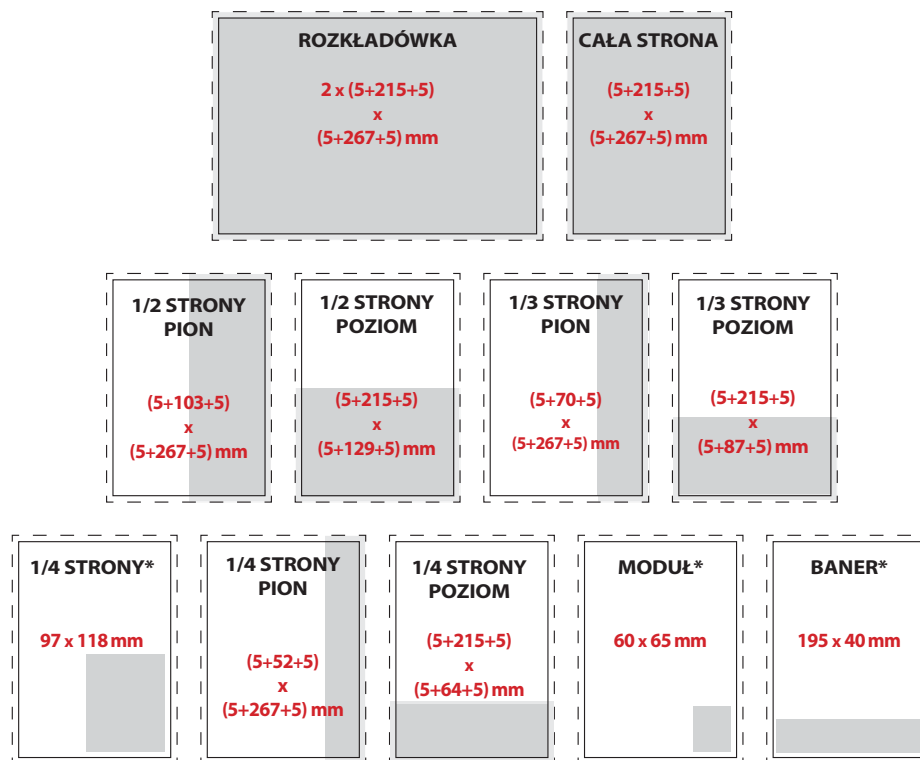 ROZKŁADÓWKA
2 x (5+215+5)
x
(5+267+5) mm
CAŁA STRONA
(5+215+5)
x
(5+267+5) mm
1/2 STRONY
PION
(5+103+5)
x
(5+267+5) mm
1/2 STRONY
POZIOM
(5+215+5)
x
(5+129+5) mm
1/3 STRONY
PION
(5+70+5)
x
(5+267+5) mm
1/3 STRONY
POZIOM
(5+215+5)
x
(5+87+5) mm
1/4 STRONY*
97 x 118 mm
1/4 STRONY
PION
(5+52+5)
x
(5+267+5) mm
1/4 STRONY
POZIOM
(5+215+5)
x
(5+64+5) mm
MODUŁ*
60 x 65 mm
BANER*
195 x 40 mm